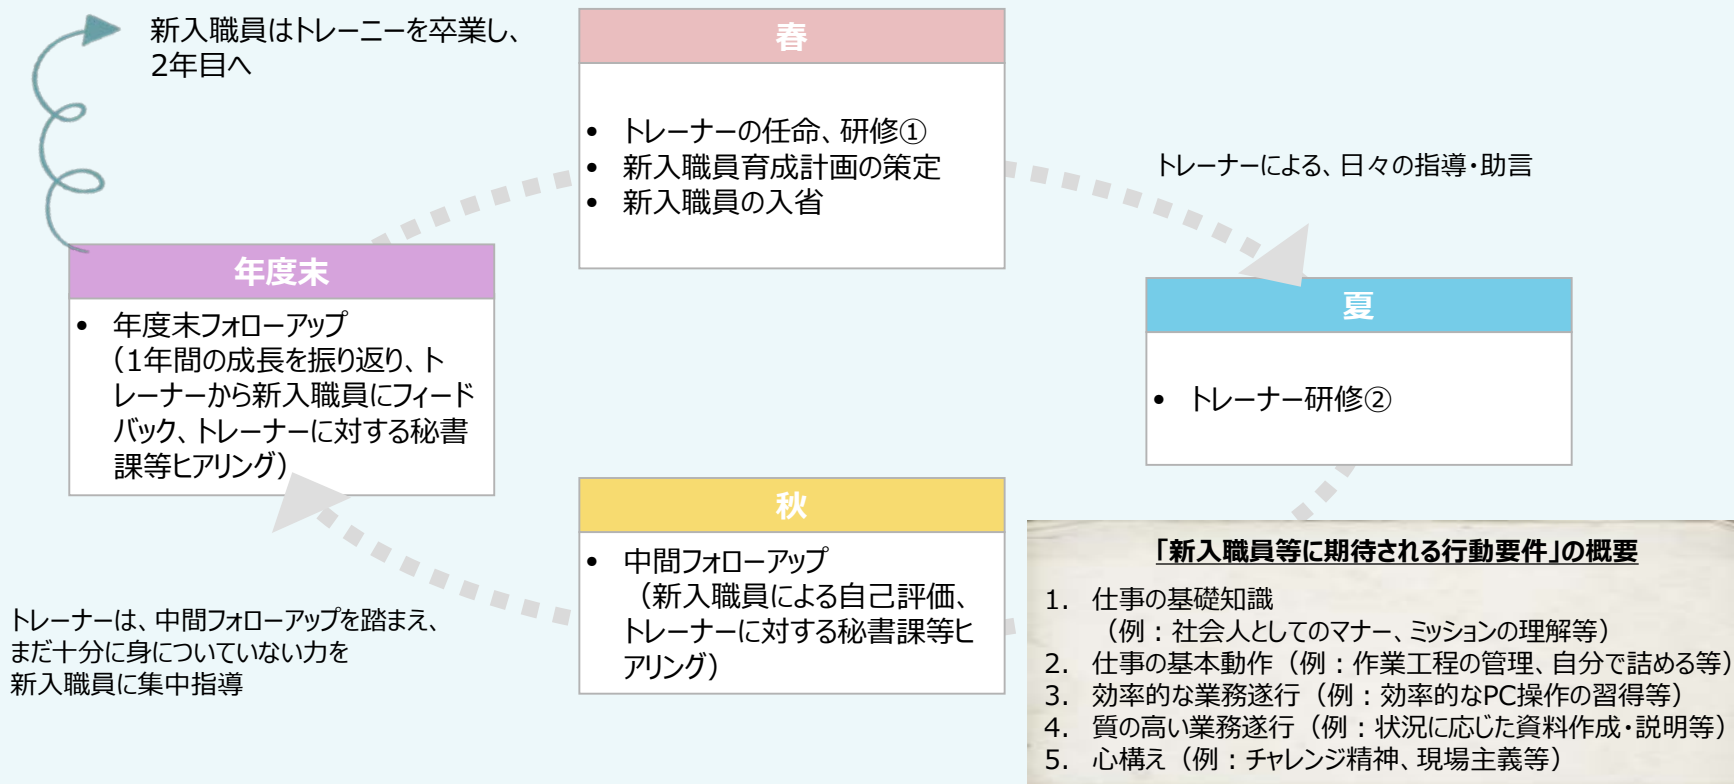 新入職員はトレーニーを卒業し、
2年目へ
春
• トレーナーの任命、研修①
• 新入職員育成計画の策定
• 新入職員の入省
トレーナーによる、日々の指導・助言
夏
• トレーナー研修②
年度末
• 年度末フォローアップ
（1年間の成長を振り返り、ト
レーナーから新入職員にフィード
バック、トレーナーに対する秘書
課等ヒアリング）
秋
• 中間フォローアップ
（新入職員による自己評価、
トレーナーに対する秘書課等ヒ
アリング）
トレーナーは、中間フォローアップを踏まえ、
まだ十分に身についていない力を
新入職員に集中指導
「新入職員等に期待される行動要件」の概要
1. 仕事の基礎知識
（例：社会人としてのマナー、ミッションの理解等）
2. 仕事の基本動作（例：作業工程の管理、自分で詰める等）
3. 効率的な業務遂行（例：効率的なPC操作の習得等）
4. 質の高い業務遂行（例：状況に応じた資料作成・説明等）
5. 心構え（例：チャレンジ精神、現場主義等）